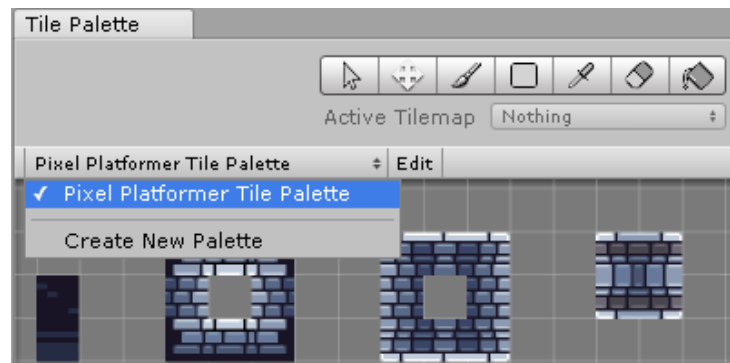 Tile Palette
Active Tilemap Nothing
Pixel Platformer Tile Palette Edit
Pixel Platformer Tile Palette
Create New Palette